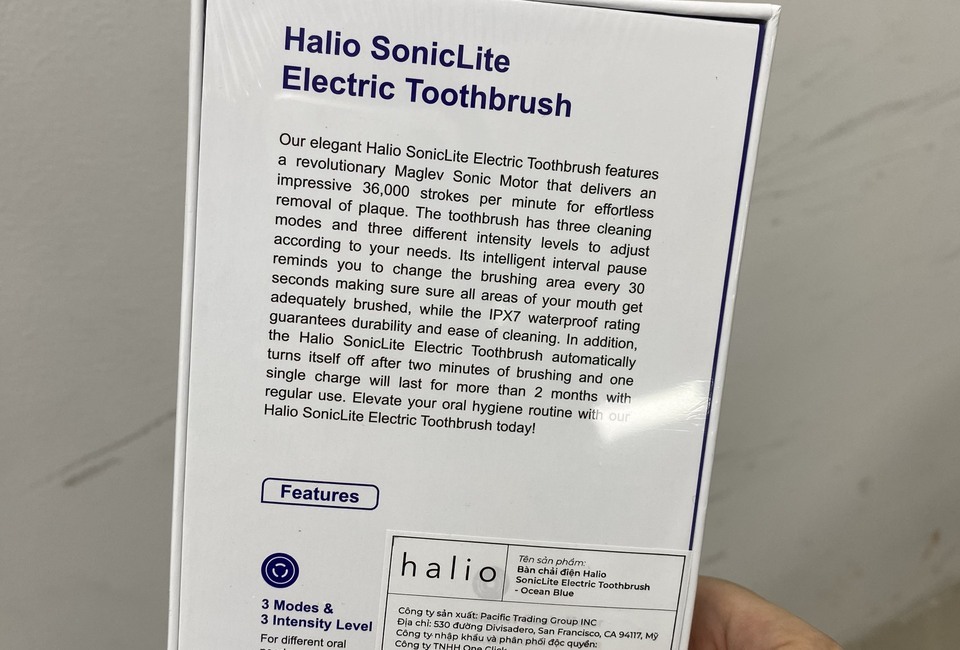 Halio SonicLite
Electric Toothbrush
Our elegant Halio SonicLite Electric Toothbrush features
a revolutionary Maglev Sonic Motor that delivers an
impressive 36,000 strokes per minute for effortless
removal of plaque. The toothbrush has three cleaning
modes and three different intensity levels to adjust
according to your needs. Its intelligent interval pause
reminds you to change the brushing area every 30
seconds making sure sure all areas of your mouth get
adequately brushed, while the IPX7 waterproof rating
guarantees durability and ease of cleaning. In addition,
the Halio SonicLite Electric Toothbrush automatically
turns itself off after two minutes of brushing and one
single charge will last for more than 2 months with
regular use. Elevate your oral hygiene routine with our
Halio SonicLite Electric Toothbrush today!
Features
3 Modes &
3 Intensity Level
For different oral
halio
Tên sản phẩm:
Bàn chải điện Halio
SonicLite Electric Toothbrush
- Ocean Blue
Công ty sản xuất: Pacific Trading Group INC
Địa chỉ: 530 đường Divisadero, San Francisco, CA 94117, Mỹ
Công ty nhập khẩu và phân phối độc quyền:
Công ty TNHH One Click